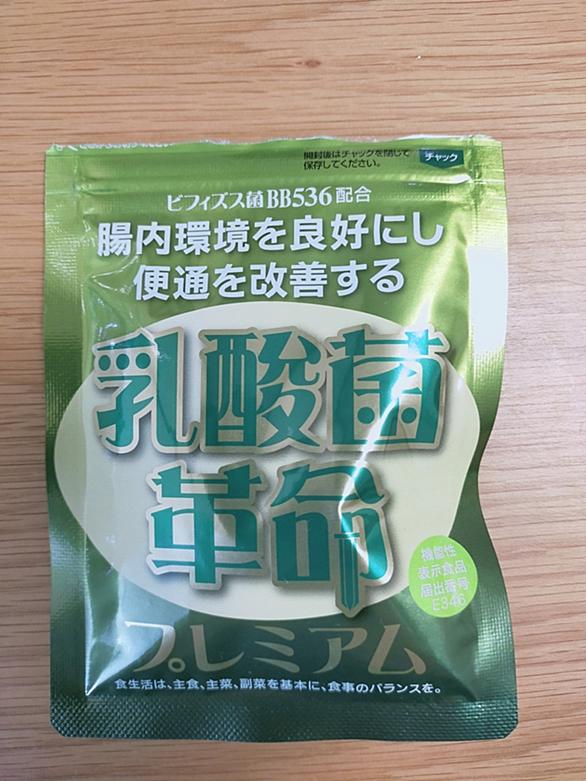 開封後はチャックを閉じて
保存してください。
チャック
ビフィズス菌BB536配合
腸内環境を良好にし
便通を改善する
乳酸菌
革命
機能性
表示食品
届出番号
E346
プレミアム
食生活は、主食、主菜、副菜を基本に、食事のバランスを。